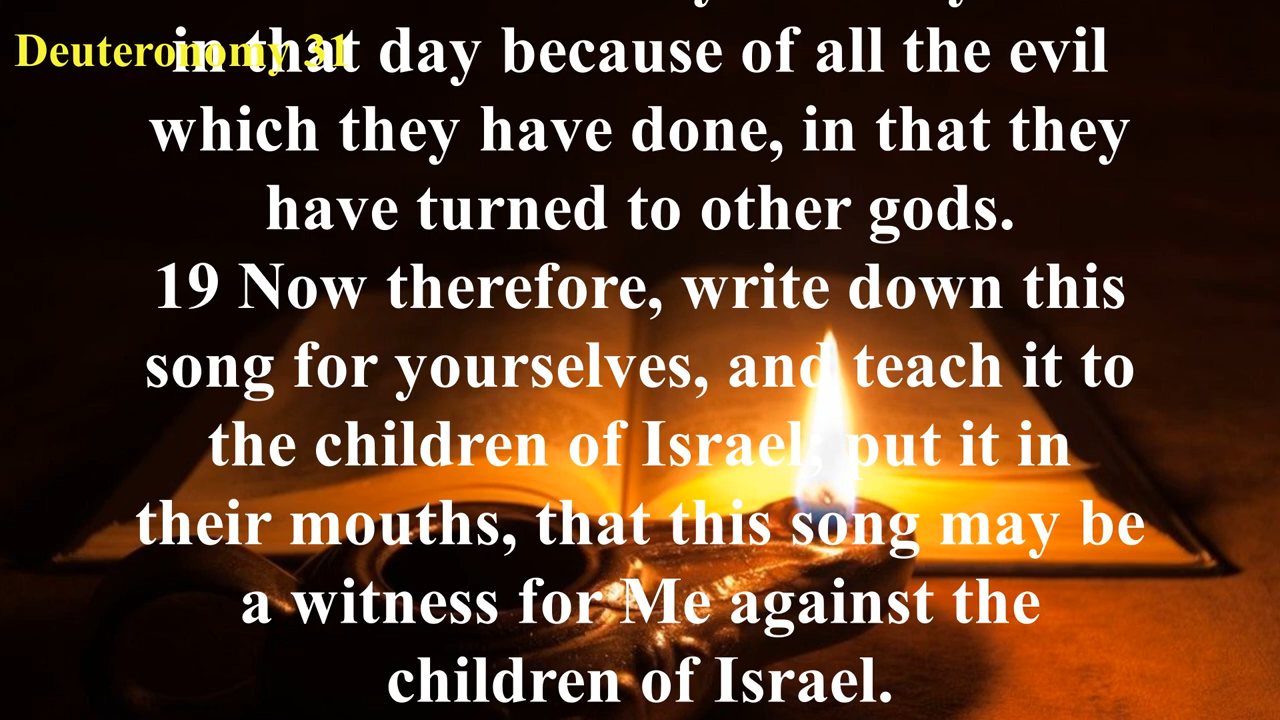 Deuteronomy 31
in that day because of all the evil
which they have done, in that they
have turned to other gods.
19 Now therefore, write down this
song for yourselves, and teach it to
the children of Israel; put it in
their mouths, that this song may be
a witness for Me against the
children of Israel.